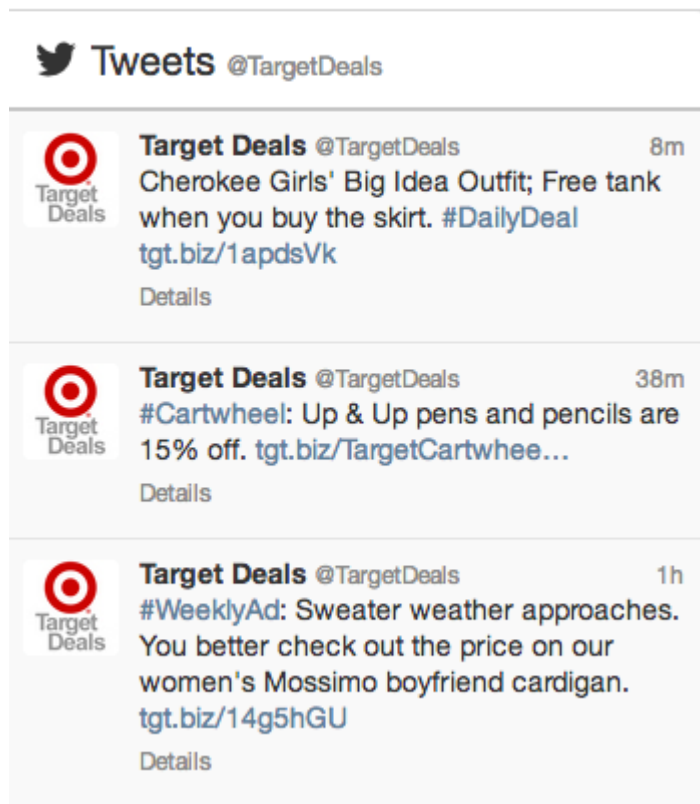 Tweets @TargetDeals
Target Deals @TargetDeals 8m
Target
Deals
Cherokee Girls' Big Idea Outfit; Free tank
when you buy the skirt. #DailyDeal
tgt.biz/1apdsVk
Details
Target Deals @TargetDeals 38m
Target
Deals
#Cartwheel: Up & Up pens and pencils are
15% off. tgt.biz/TargetCartwhee…
Details
Target Deals @TargetDeals 1h
Target
Deals
#WeeklyAd: Sweater weather approaches.
You better check out the price on our
women's Mossimo boyfriend cardigan.
tgt.biz/14g5hGU
Details